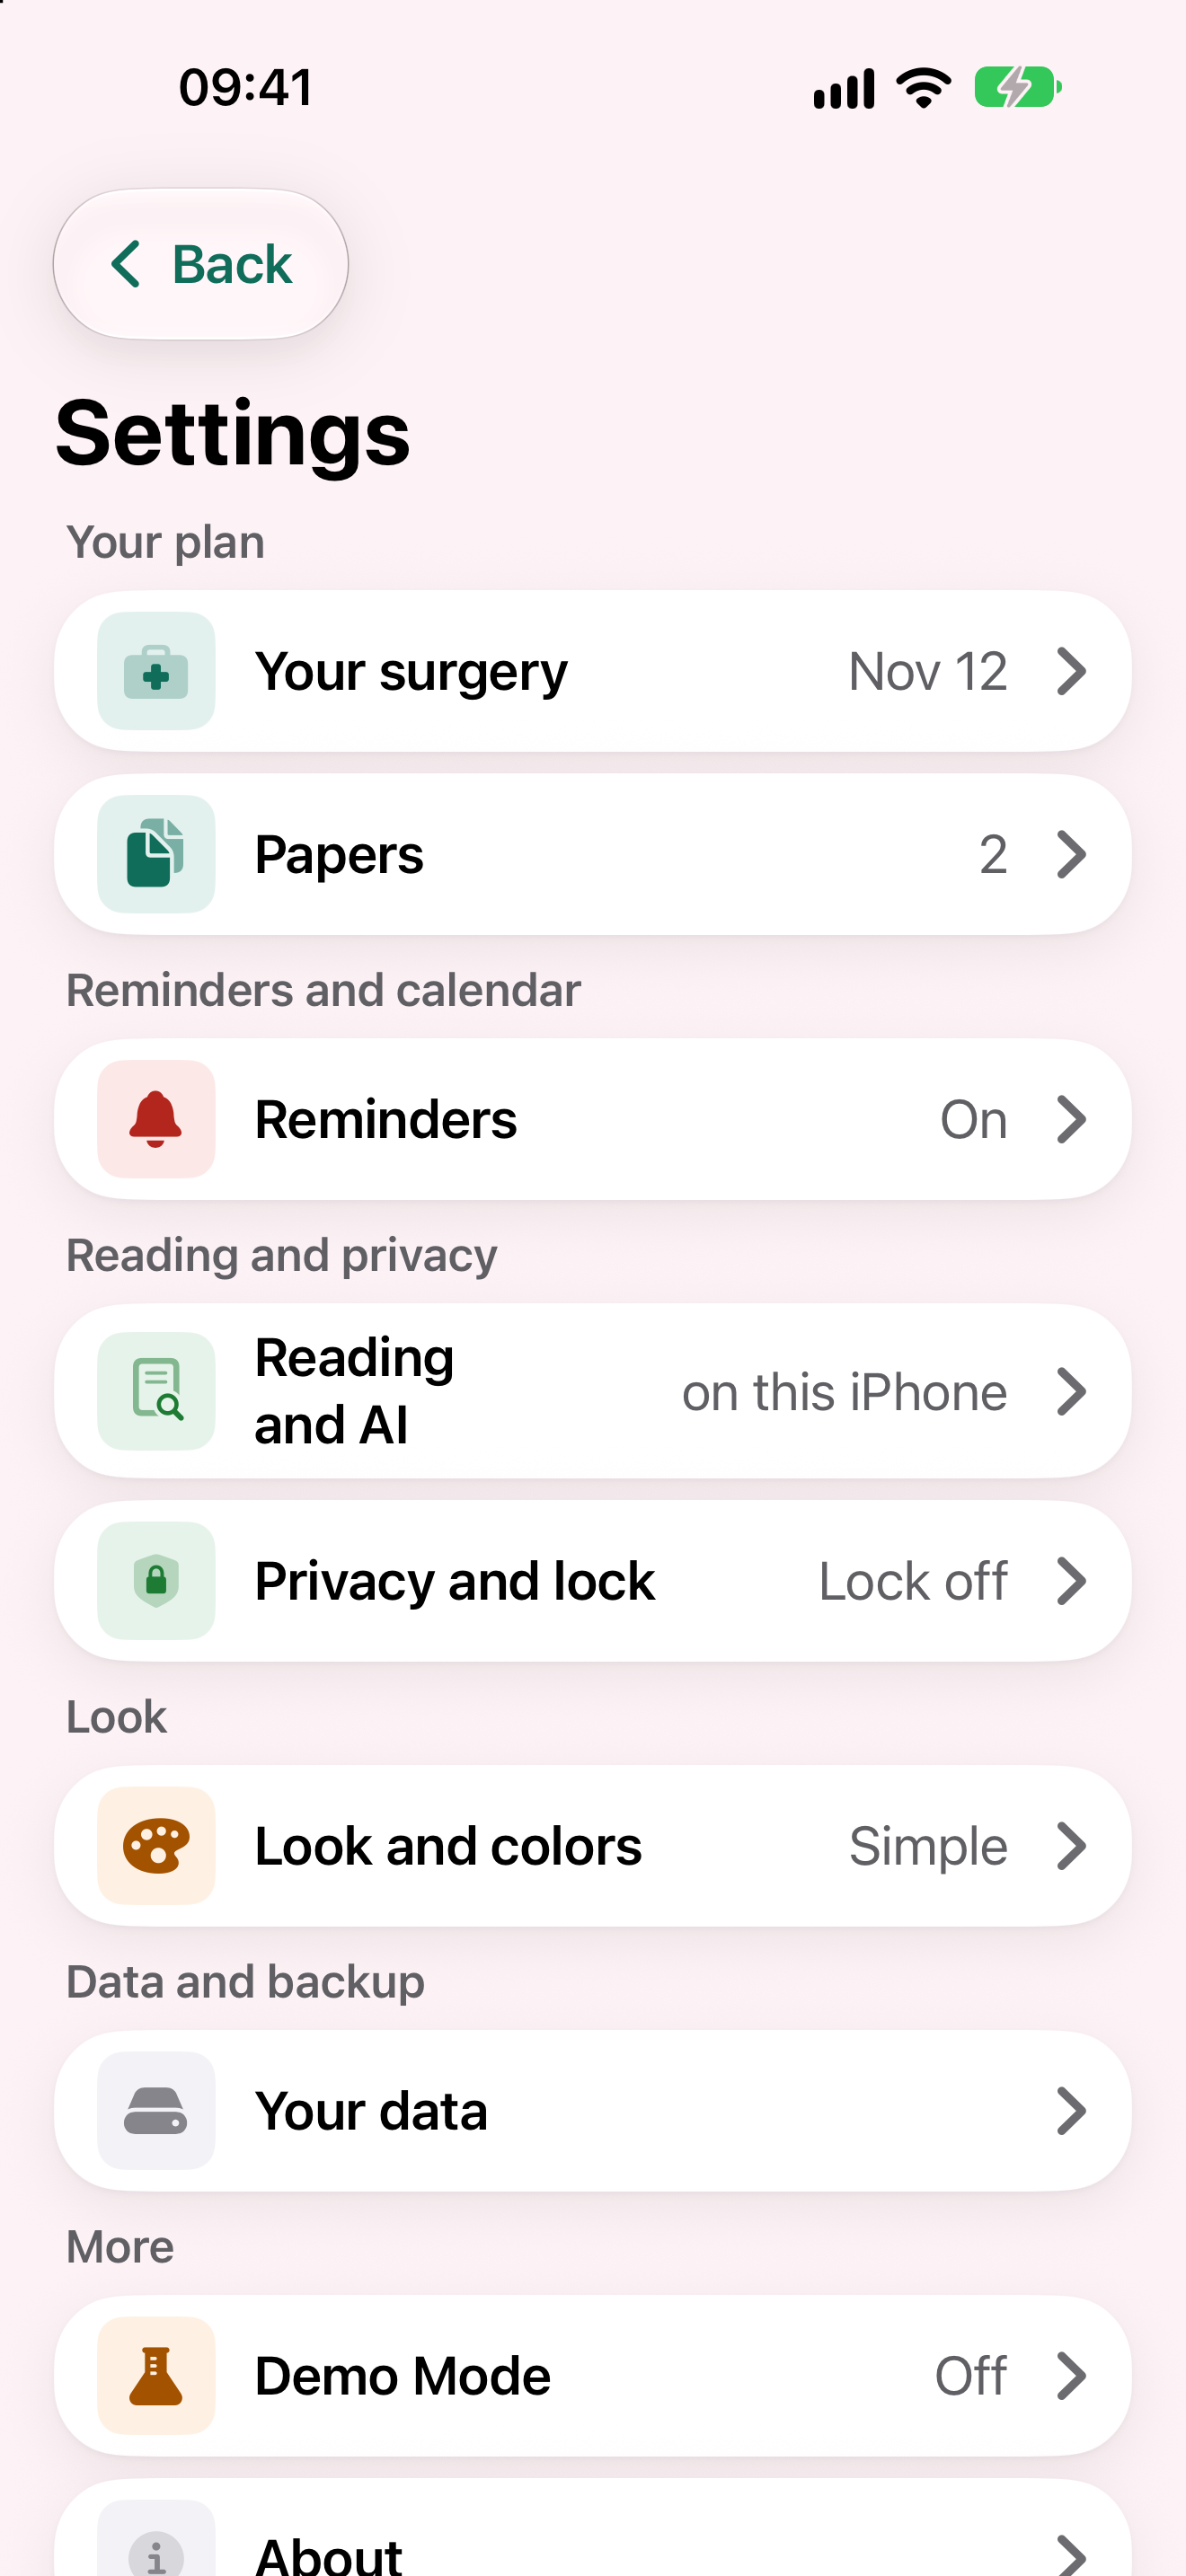 09:41
Back
Settings
Your plan
Your surgery Nov 12
Papers 2
Reminders and calendar
Reminders On
Reading and privacy
Reading
and AI on this iPhone
Privacy and lock Lock off
Look
Look and colors Simple
Data and backup
Your data
More
Demo Mode Off
About